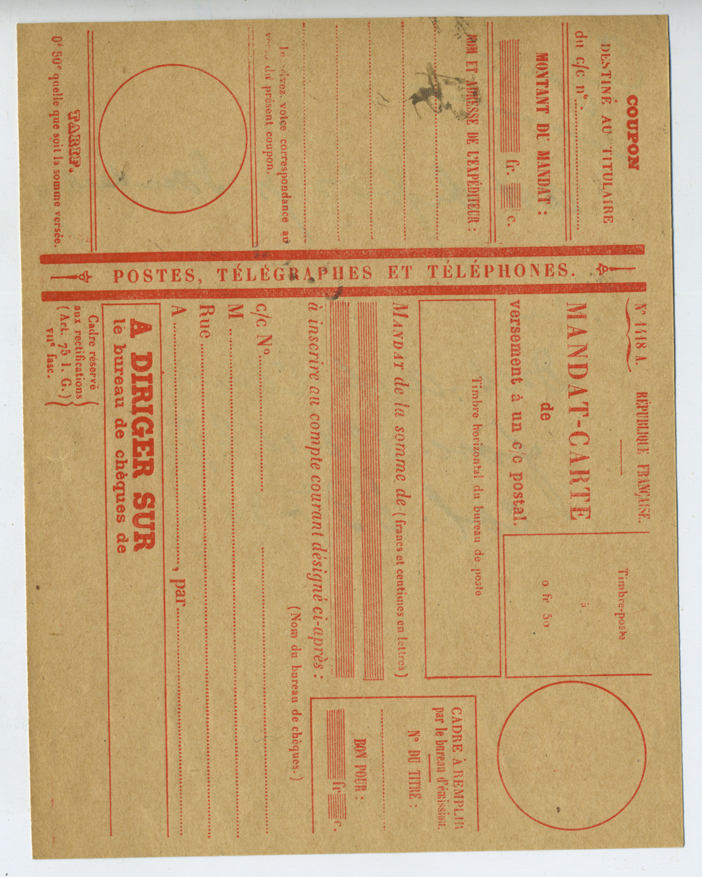 COUPON
DESTINÉ AU TITULAIRE
du c/c n°
MONTANT DU MANDAT :
fr. c.
NOM ET ADRESSE DE L'EXPÉDITEUR :
votre correspondance au
du présent coupon.
TARIF.
0f 50c quelle que soit la somme versée.
POSTES, TÉLÉGRAPHES ET TÉLÉPHONES.
N° 1418 A.
RÉPUBLIQUE FRANÇAISE.
MANDAT-CARTE
de
versement à un c/c postal.
Timbre-poste
à
0 fr 50
Timbre horizontal du bureau de poste
MANDAT de la somme de (francs et centimes en lettres)
à inscrire au compte courant désigné ci-après :
c/c N°
(Nom du bureau de chèques.)
M
Rue
A , par
A DIRIGER SUR
le bureau de chèques de
Cadre réservé
aux rectifications
(Art. 75 I. G.)
VIIe fasc.
CADRE À REMPLIR
par le bureau d'émission.
N° DU TITRE :
BON POUR :
fr. c.